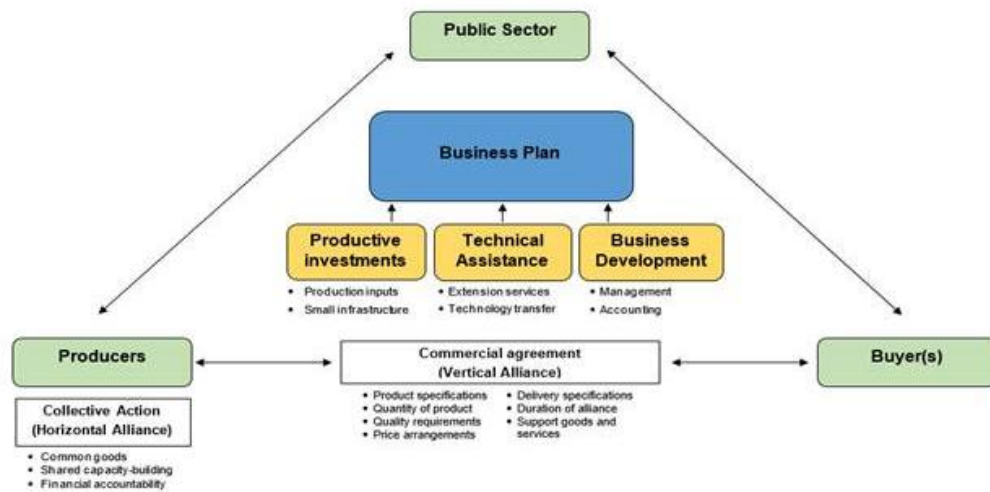 Public Sector
Business Plan
Productive
investments
• Production inputs
• Small infrastructure
Technical
Assistance
• Extension services
• Technology transfer
Business
Development
• Management
• Accounting
Producers
Commercial agreement
(Vertical Alliance)
Buyer(s)
• Product specifications
• Quantity of product
• Quality requirements
• Price arrangements
• Delivery specifications
• Duration of alliance
• Support goods and
services
Collective Action
(Horizontal Alliance)
• Common goods
• Shared capacity-building
• Financial accountability